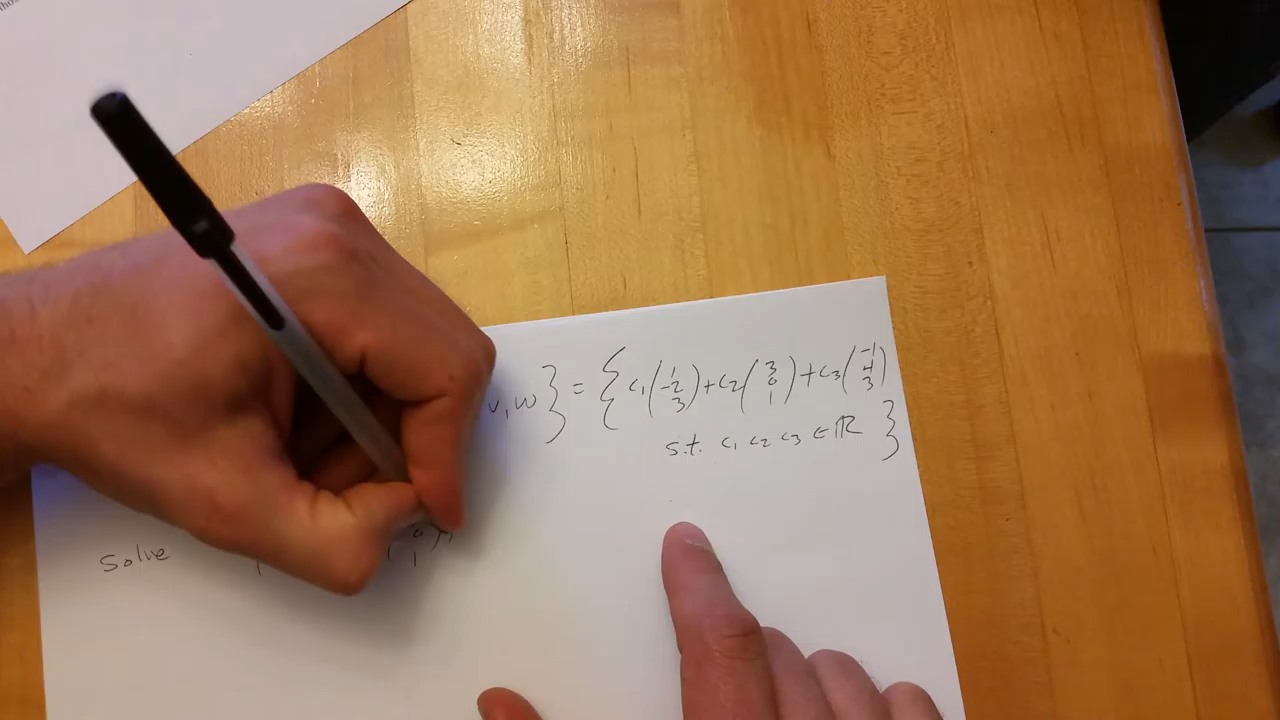 v, w } = { c₁(1 -2 3) + c₂(3 0 1) + c₃(-1 4 3)
s.t. c₁ c₂ c₃ ∈ ℝ }
Solve